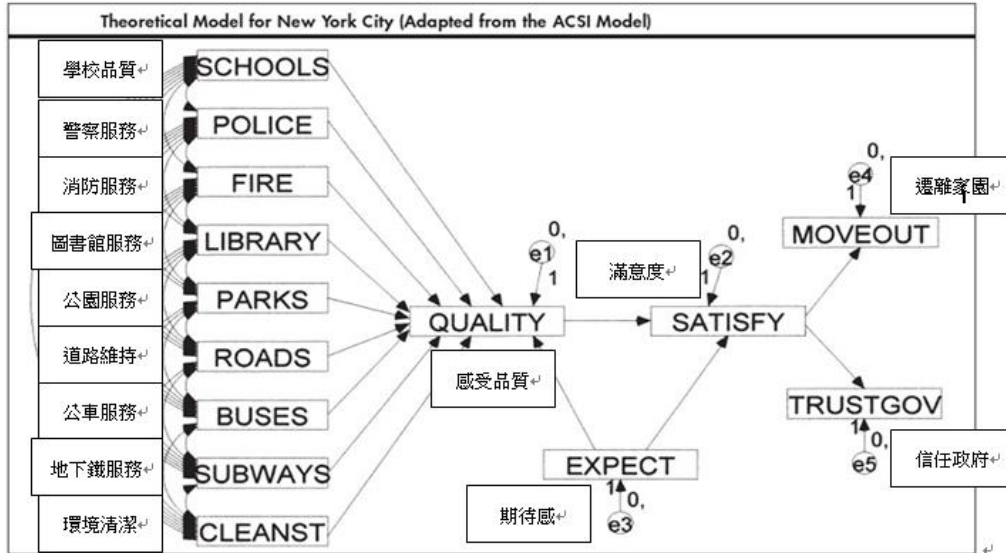 Theoretical Model for New York City (Adapted from the ACSI Model)
學校品質
SCHOOLS
警察服務
POLICE
消防服務
FIRE
圖書館服務
LIBRARY
公園服務
PARKS
道路維持
ROADS
公車服務
BUSES
地下鐵服務
SUBWAYS
環境清潔
CLEANST
0,
e1
1
QUALITY
感受品質
滿意度
0,
e2
1
SATISFY
EXPECT
期待感
1
0,
e3
0,
e4
1
遷離家園
MOVEOUT
TRUSTGOV
1
0,
e5
信任政府